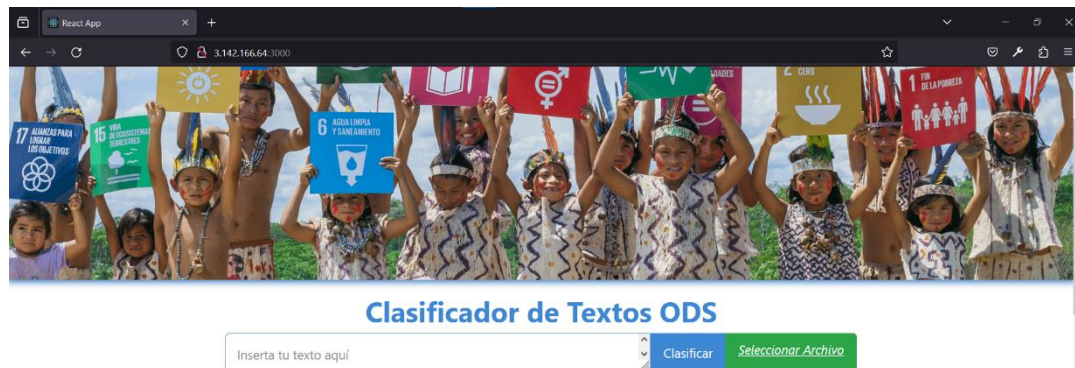 React App
3.142.166.64:3000
17 ALIANZAS PARA
LOGRAR
LOS OBJETIVOS
15 VIDA
DE ECOSISTEMAS
TERRESTRES
6 AGUA LIMPIA
Y SANEAMIENTO
DADES
2 CERO
1 FIN
DE LA POBREZA
Clasificador de Textos ODS
Inserta tu texto aquí
Clasificar
Seleccionar Archivo